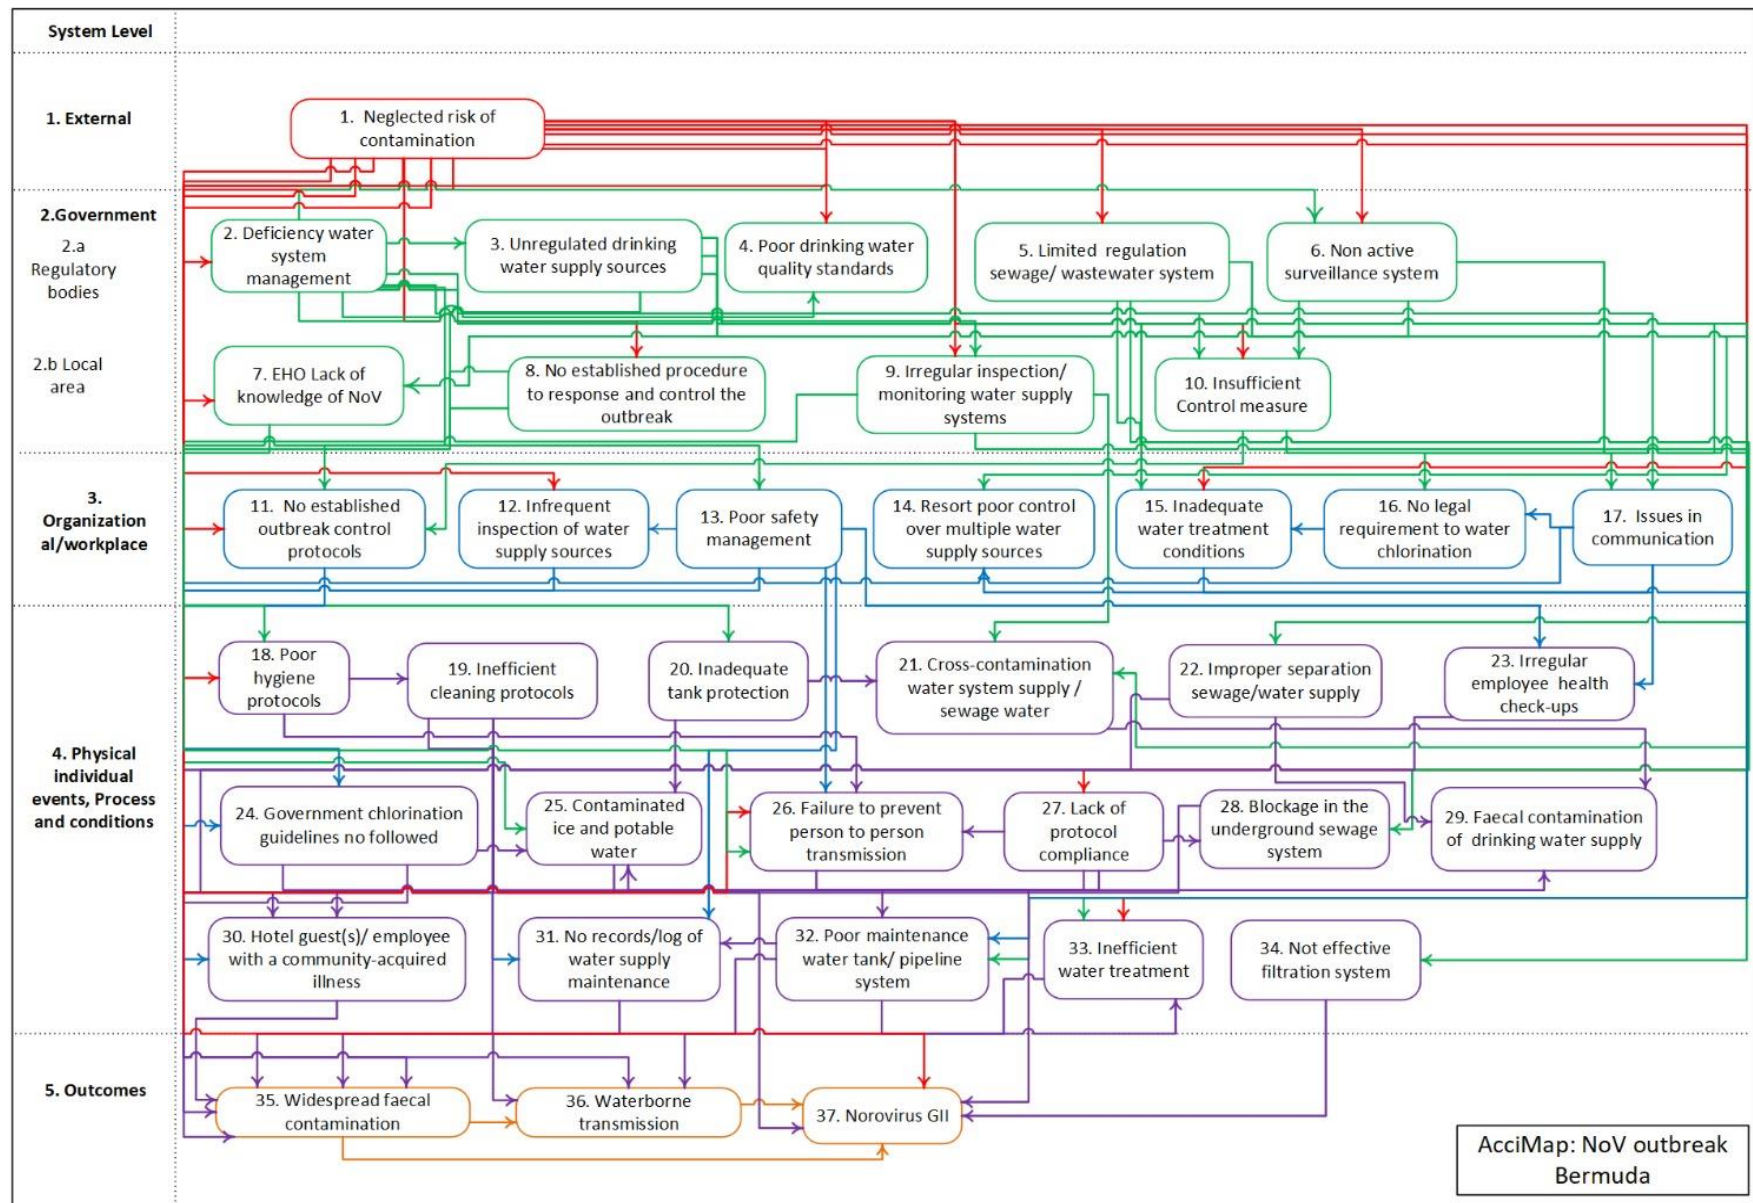 System Level
1. External
1. Neglected risk of
contamination
2.Government
2.a
Regulatory
bodies
2. Deficiency water
system
management
3. Unregulated drinking
water supply sources
4. Poor drinking water
quality standards
5. Limited regulation
sewage/ wastewater system
6. Non active
surveillance system
2.b Local
area
7. EHO Lack of
knowledge of NoV
8. No established procedure
to response and control the
outbreak
9. Irregular inspection/
monitoring water supply
systems
10. Insufficient
Control measure
3.
Organization
al/workplace
11. No established
outbreak control
protocols
12. Infrequent
inspection of water
supply sources
13. Poor safety
management
14. Resort poor control
over multiple water
supply sources
15. Inadequate
water treatment
conditions
16. No legal
requirement to water
chlorination
17. Issues in
communication
4. Physical
individual
events, Process
and conditions
18. Poor
hygiene
protocols
19. Inefficient
cleaning protocols
20. Inadequate
tank protection
21. Cross-contamination
water system supply /
sewage water
22. Improper separation
sewage/water supply
23. Irregular
employee health
check-ups
24. Government chlorination
guidelines no followed
25. Contaminated
ice and potable
water
26. Failure to prevent
person to person
transmission
27. Lack of
protocol
compliance
28. Blockage in the
underground sewage
system
29. Faecal contamination
of drinking water supply
30. Hotel guest(s)/ employee
with a community-acquired
illness
31. No records/log of
water supply
maintenance
32. Poor maintenance
water tank/ pipeline
system
33. Inefficient
water treatment
34. Not effective
filtration system
5. Outcomes
35. Widespread faecal
contamination
36. Waterborne
transmission
37. Norovirus GII
AcciMap: NoV outbreak
Bermuda